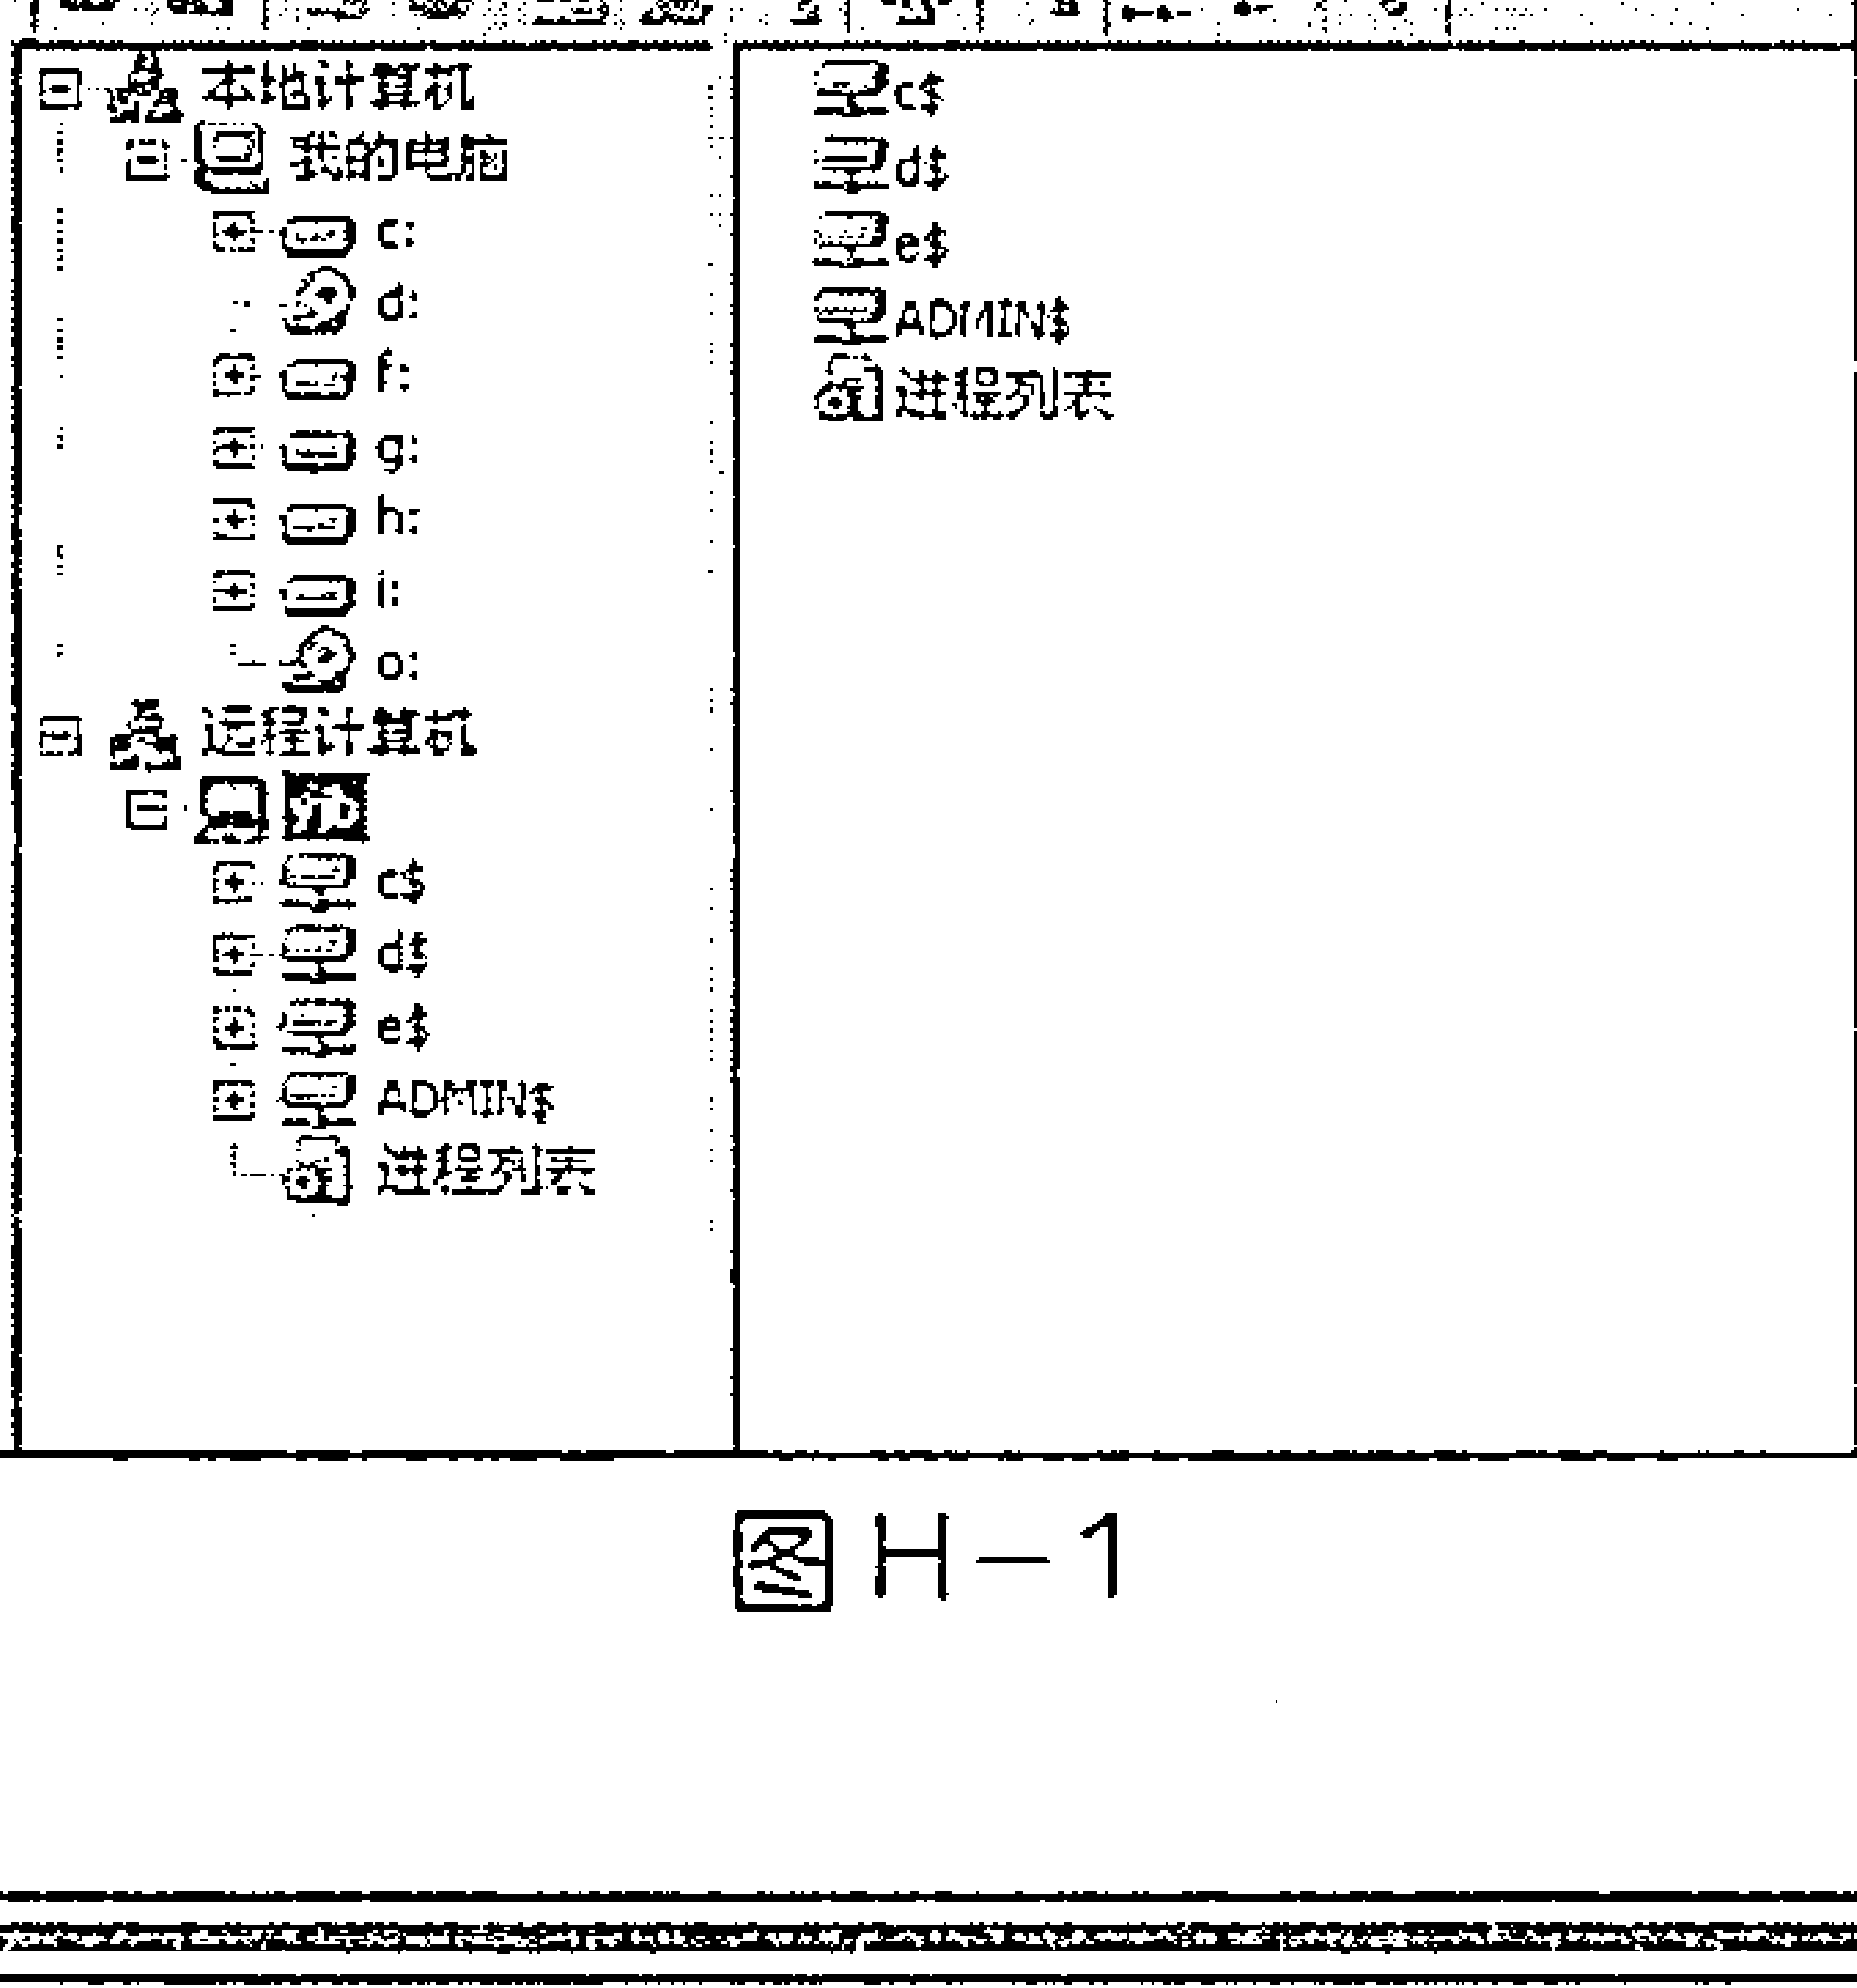 本地计算机
我的电脑
c:
d:
f:
g:
h:
i:
o:
远程计算机
c$
d$
e$
ADMIN$
进程列表
c$
d$
e$
ADMIN$
进程列表
图 H-1